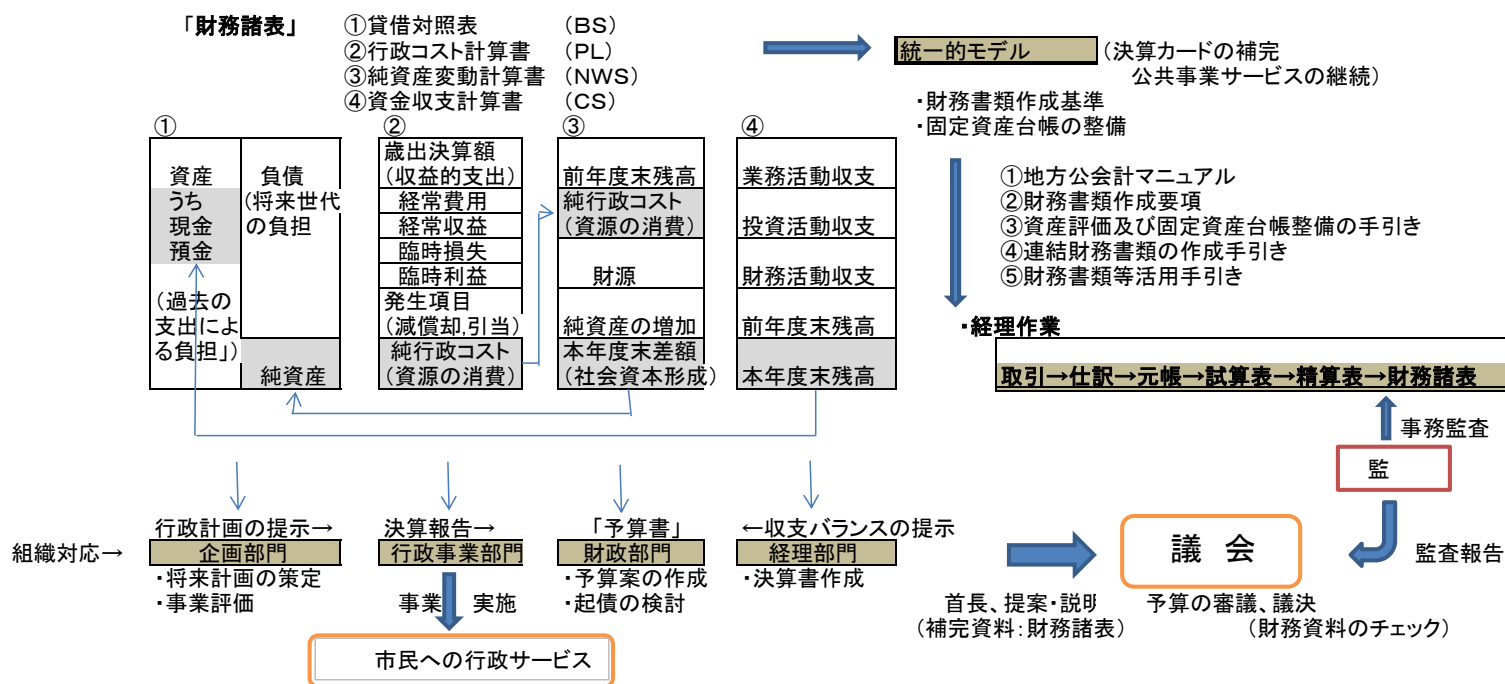 「財務諸表」 ①貸借対照表 (BS)
②行政コスト計算書 (PL)
③純資産変動計算書 (NWS)
④資金収支計算書 (CS)
統一的モデル (決算カードの補完
公共事業サービスの継続)
・財務書類作成基準
・固定資産台帳の整備
①
資産
うち
現金
預金
(過去の
支出によ
る負担」)
負債
(将来世代
の負担
純資産
②
歳出決算額
(収益的支出)
経常費用
経常収益
臨時損失
臨時利益
発生項目
(減償却,引当)
純行政コスト
(資源の消費)
③
前年度末残高
純行政コスト
(資源の消費)
財源
純資産の増加
本年度末差額
(社会資本形成)
④
業務活動収支
投資活動収支
財務活動収支
前年度末残高
本年度末残高
①地方公会計マニュアル
②財務書類作成要項
③資産評価及び固定資産台帳整備の手引き
④連結財務書類の作成手引き
⑤財務書類等活用手引き
・経理作業
取引→仕訳→元帳→試算表→精算表→財務諸表
事務監査
監
監査報告
組織対応→
行政計画の提示→
企画部門
・将来計画の策定
・事業評価
決算報告→
行政事業部門
事業 実施
市民への行政サービス
「予算書」
財政部門
・予算案の作成
・起債の検討
←収支バランスの提示
経理部門
・決算書作成
議 会
首長、提案・説明
(補完資料:財務諸表)
予算の審議、議決
(財務資料のチェック)